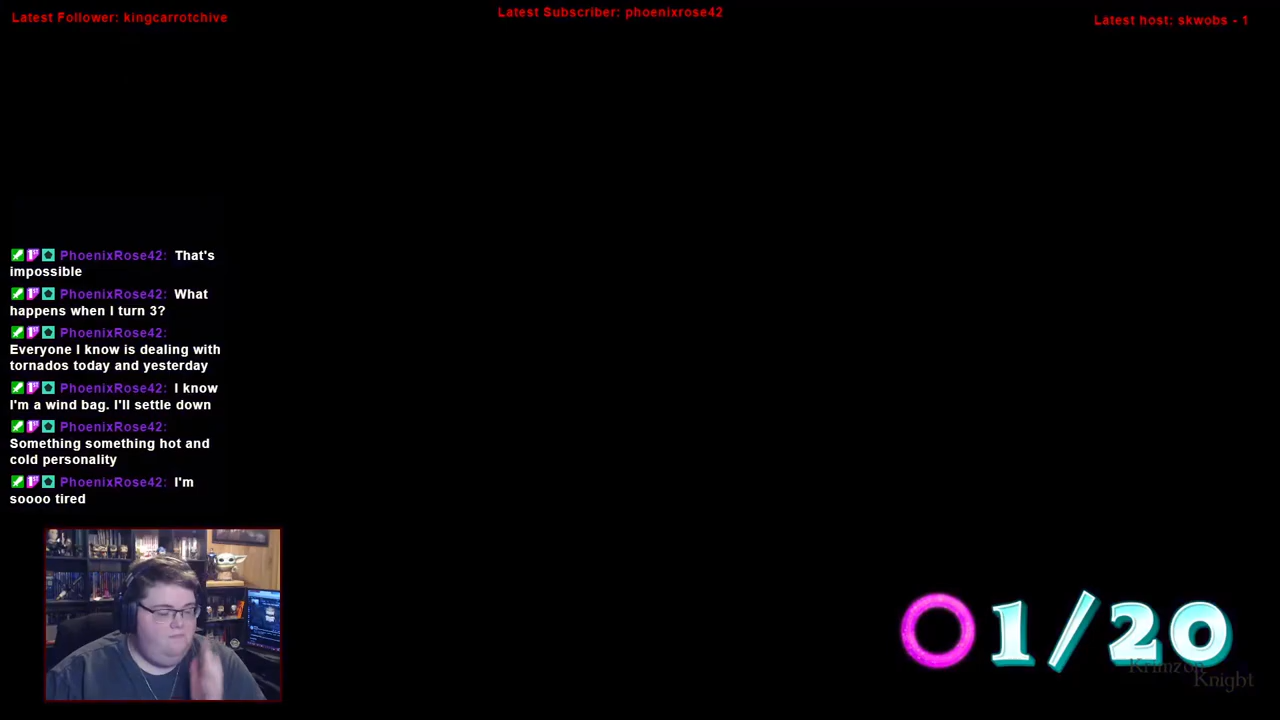 Latest Follower: kingcarrotchive
Latest Subscriber: phoenixrose42
Latest host: skwobs - 1
PhoenixRose42: That's
impossible
PhoenixRose42: What
happens when I turn 3?
PhoenixRose42:
Everyone I know is dealing with
tornados today and yesterday
PhoenixRose42: I know
I'm a wind bag. I'll settle down
PhoenixRose42:
Something something hot and
cold personality
PhoenixRose42: I'm
soooo tired
1/20
Krimzon
Knight